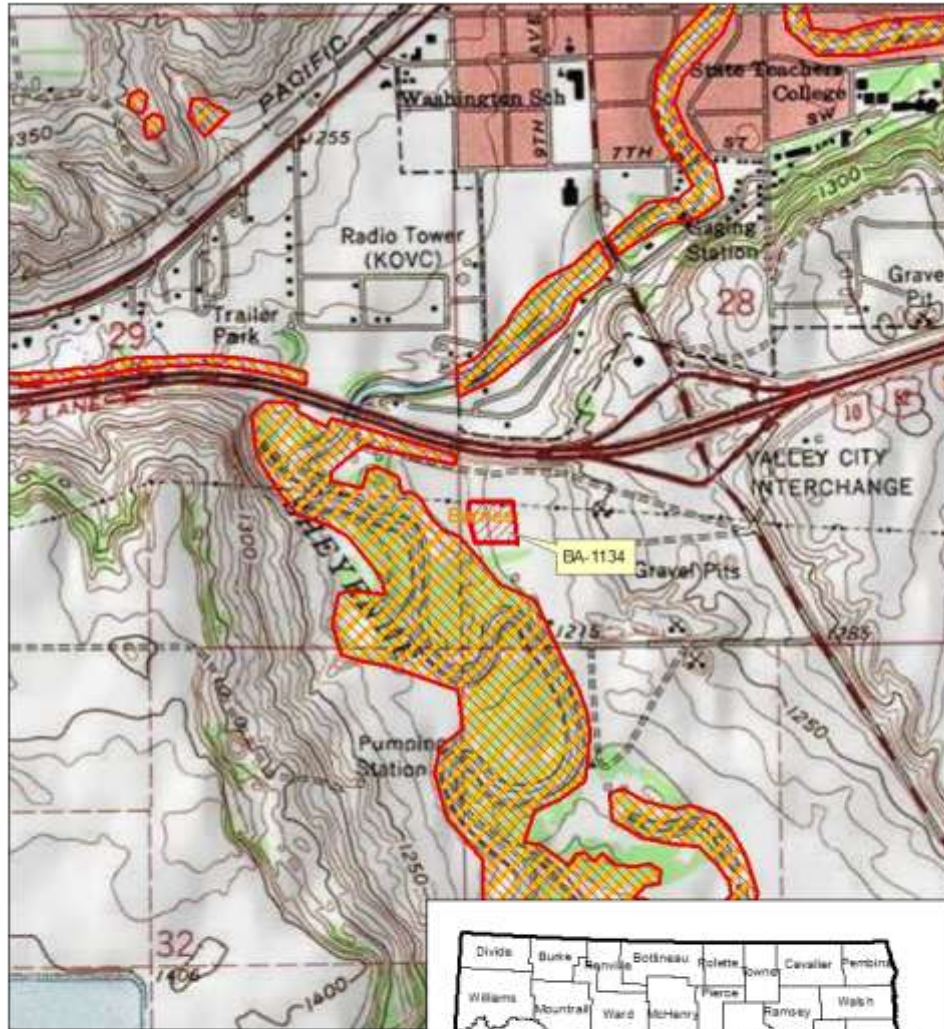 PACIFIC
AVE
State Teachers
College
SW
Washington Sch
9TH
7TH
ST
1350
1255
1300
Gaging
Station
Radio Tower
(KOVC)
Gravel
Pit
28
Trailer
Park
29
2 LANE
10
52
VALLEY CITY
INTERCHANGE
1300
BA-1134
Gravel Pits
1215
1285
1250
Pumping
Station
1250
32
1406
1400
Divide
Burke
Renville
Bottineau
Rolette
Towner
Cavalier
Pembina
Williams
Mountrail
Ward
McHenry
Pierce
Ramsey
Walsh